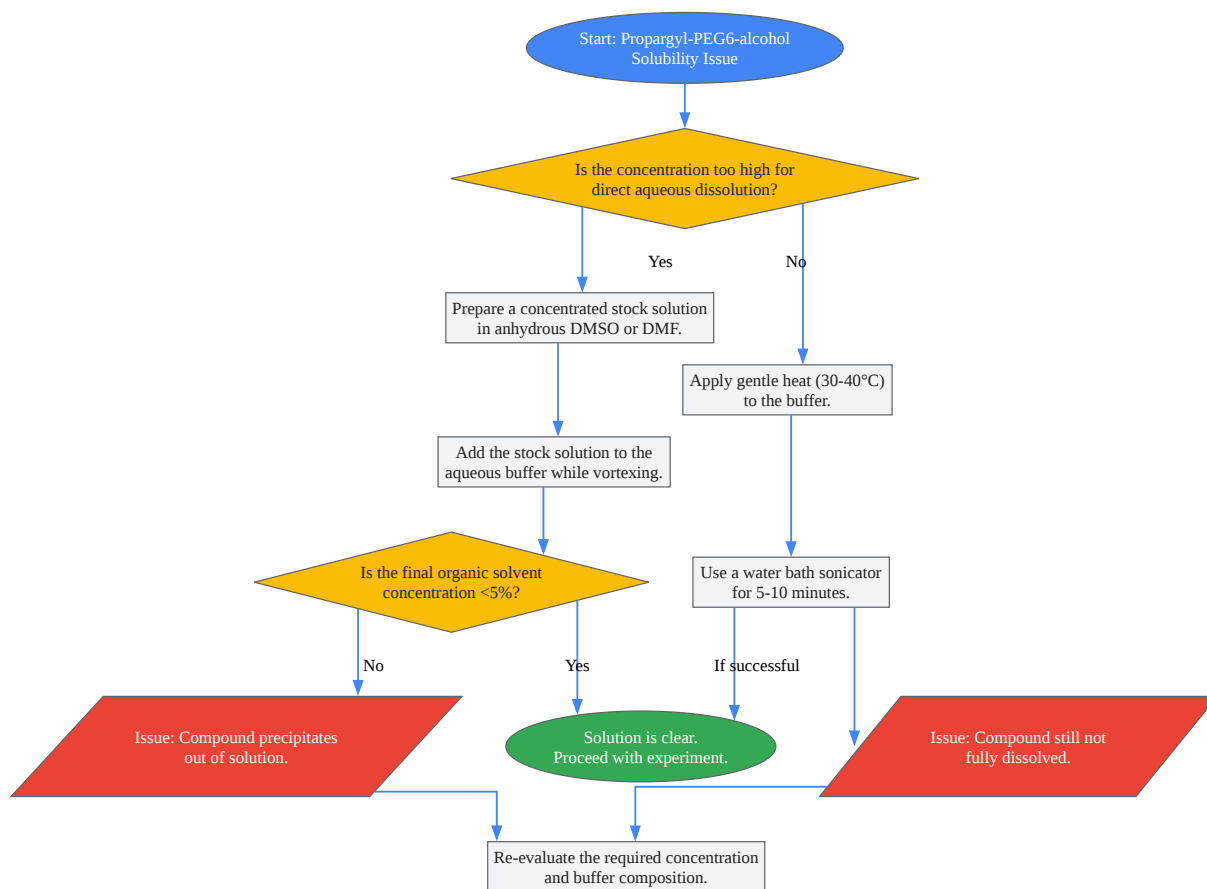 Start: Propargyl-PEG6-alcohol
Solubility Issue
Is the concentration too high for
direct aqueous dissolution?
Yes
No
Prepare a concentrated stock solution
in anhydrous DMSO or DMF.
Apply gentle heat (30-40°C)
to the buffer.
Add the stock solution to the
aqueous buffer while vortexing.
Is the final organic solvent
concentration <5%?
Use a water bath sonicator
for 5-10 minutes.
No
Yes
If successful
Issue: Compound precipitates
out of solution.
Solution is clear.
Proceed with experiment.
Issue: Compound still not
fully dissolved.
Re-evaluate the required concentration
and buffer composition.